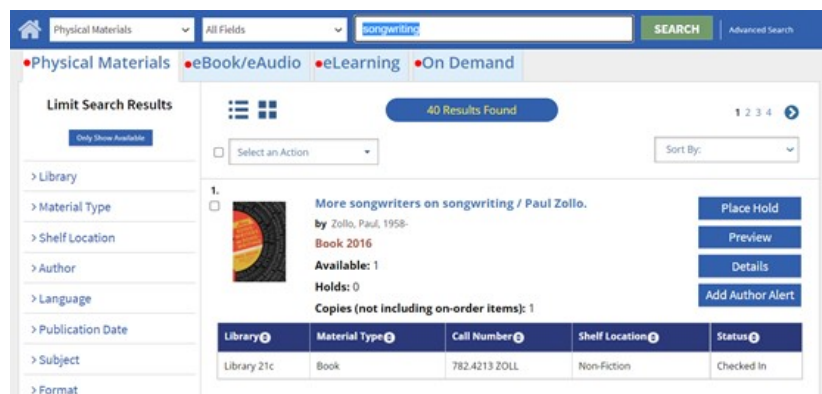 Physical Materials All Fields songwriting SEARCH Advanced Search
Physical Materials eBook/eAudio eLearning On Demand
Limit Search Results
Only Show Available
>Library
>Material Type
>Shelf Location
>Author
>Language
>Publication Date
>Subject
>Format
40 Results Found
1 2 3 4
Select an Action
Sort By:
1.
More songwriters on songwriting / Paul Zollo.
by Zollo, Paul, 1958-
Book 2016
Available: 1
Holds: 0
Copies (not including on-order items): 1
Place Hold
Preview
Details
Add Author Alert
Library Material Type Call Number Shelf Location Status
Library 21c Book 782.4213 ZOLL Non-Fiction Checked In